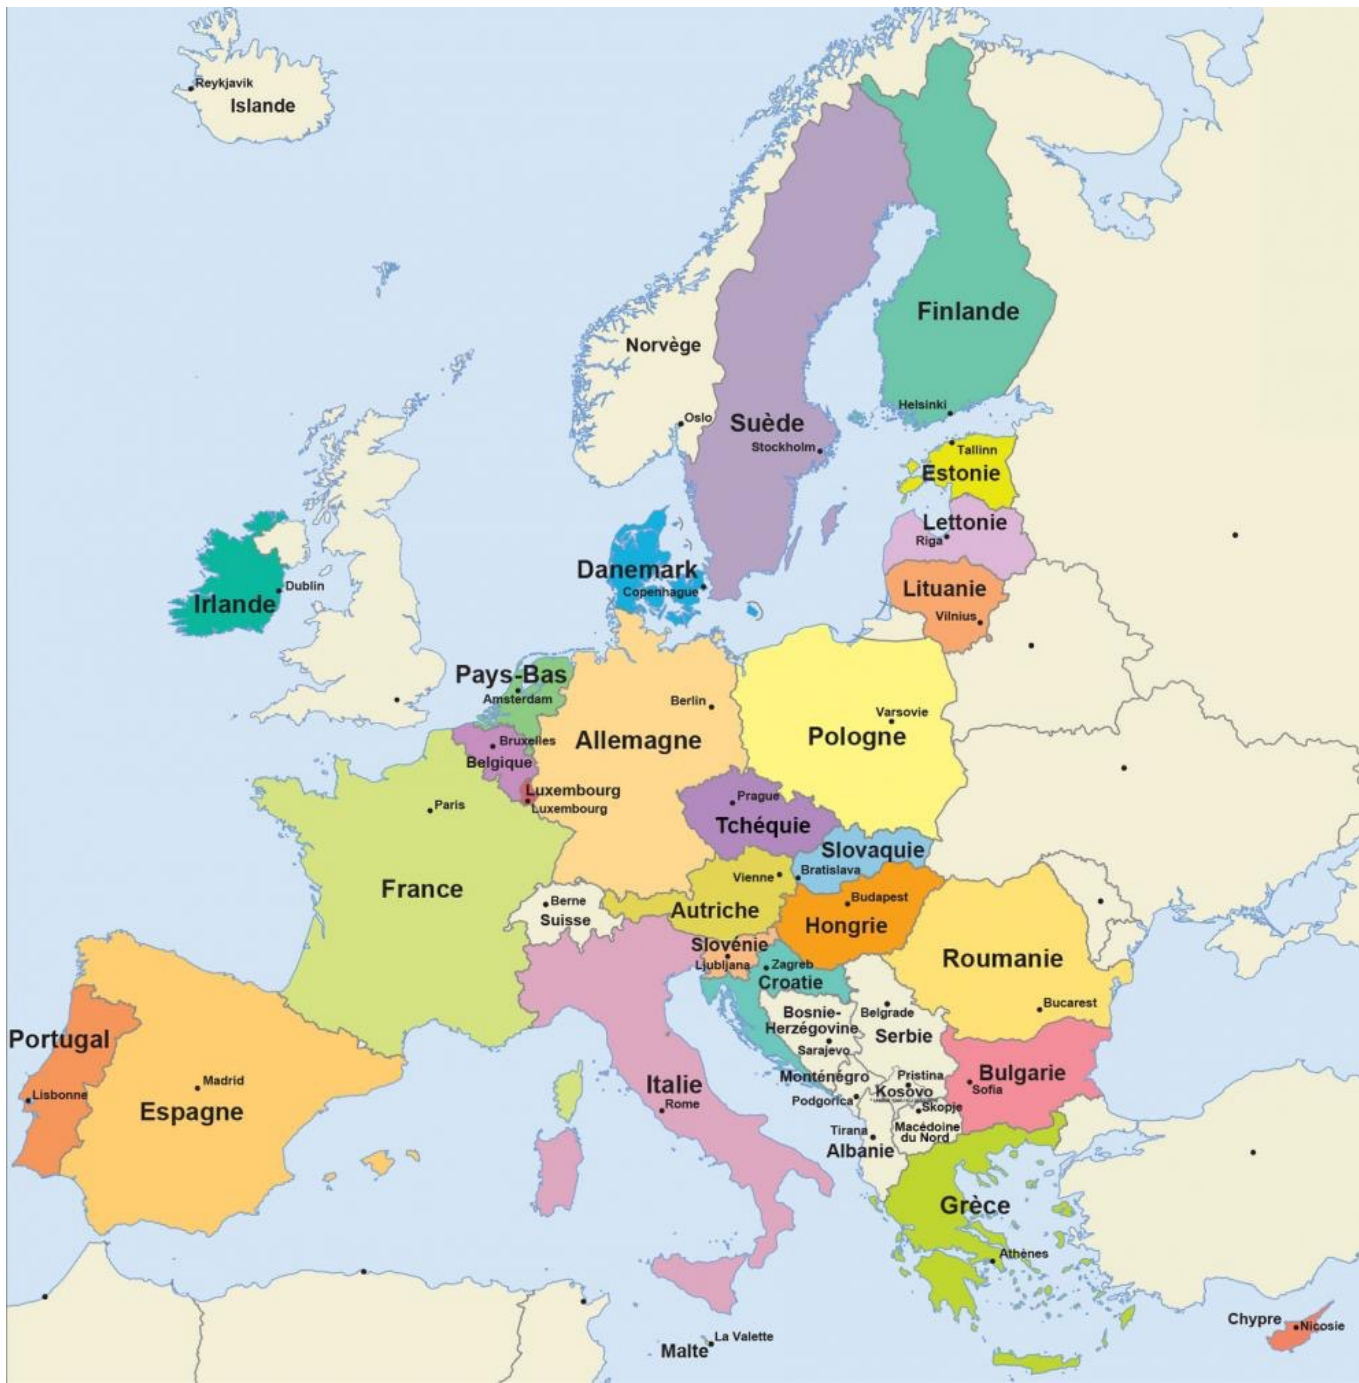 Reykjavik
Islande
Finlande
Norvège
Helsinki
Oslo
Suède
Stockholm
Tallinn
Estonie
Lettonie
Riga
Danemark
Copenhague
Lituanie
Vilnius
Dublin
Irlande
Pays-Bas
Amsterdam
Berlin
Varsovie
Pologne
Allemagne
Bruxelles
Belgique
Luxembourg
Luxembourg
Paris
Prague
Tchéquie
Slovaquie
Bratislava
Vienne
France
Berne
Suisse
Autriche
Budapest
Hongrie
Slovénie
Ljubljana
Zagreb
Croatie
Roumanie
Bucarest
Bosnie-
Herzégovine
Sarajevo
Belgrade
Serbie
Portugal
Lisbonne
Madrid
Espagne
Italie
Rome
Monténégro
Podgorica
Pristina
Kosovo
Bulgarie
Sofia
Skopje
Macédoine
du Nord
Tirana
Albanie
Grèce
Athènes
Chypre
Nicosie
La Valette
Malte